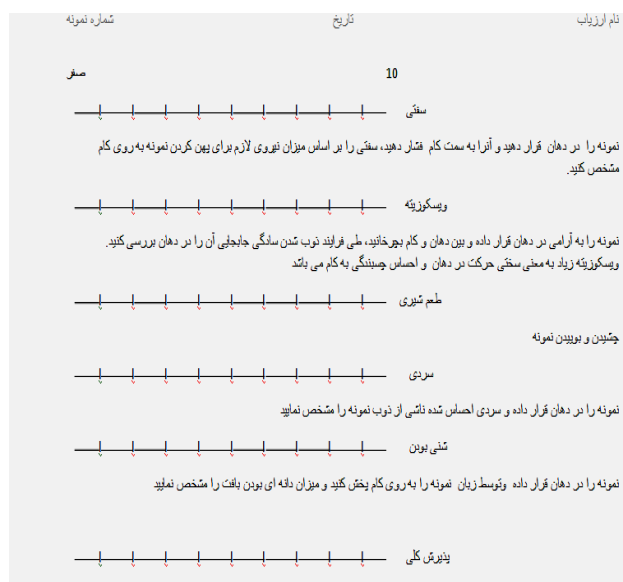 نام ارزیاب تاریخ شماره نمونه
10 صفر
سفتی
نمونه را در دهان قرار دهید و آنرا به سمت کام فشار دهید، سفتی را بر اساس میزان نیروی لازم برای پهن کردن نمونه به روی کام
مشخص کنید.
ویسکوزیته
نمونه را به آرامی در دهان قرار داده و بین دهان و کام بچرخانید، طی فرایند ذوب شدن سادگی جابجایی آن را در دهان بررسی کنید.
ویسکوزیته زیاد به معنی سختی حرکت در دهان و احساس چسبندگی به کام می باشد
طعم شیری
چشیدن و بوییدن نمونه
سردی
نمونه را در دهان قرار داده و سردی احساس شده ناشی از ذوب نمونه را مشخص نمایید
شنی بودن
نمونه را در دهان قرار داده وتوسط زبان نمونه را به روی کام پخش کنید و میزان دانه ای بودن بافت را مشخص نمایید
پذیرش کلی